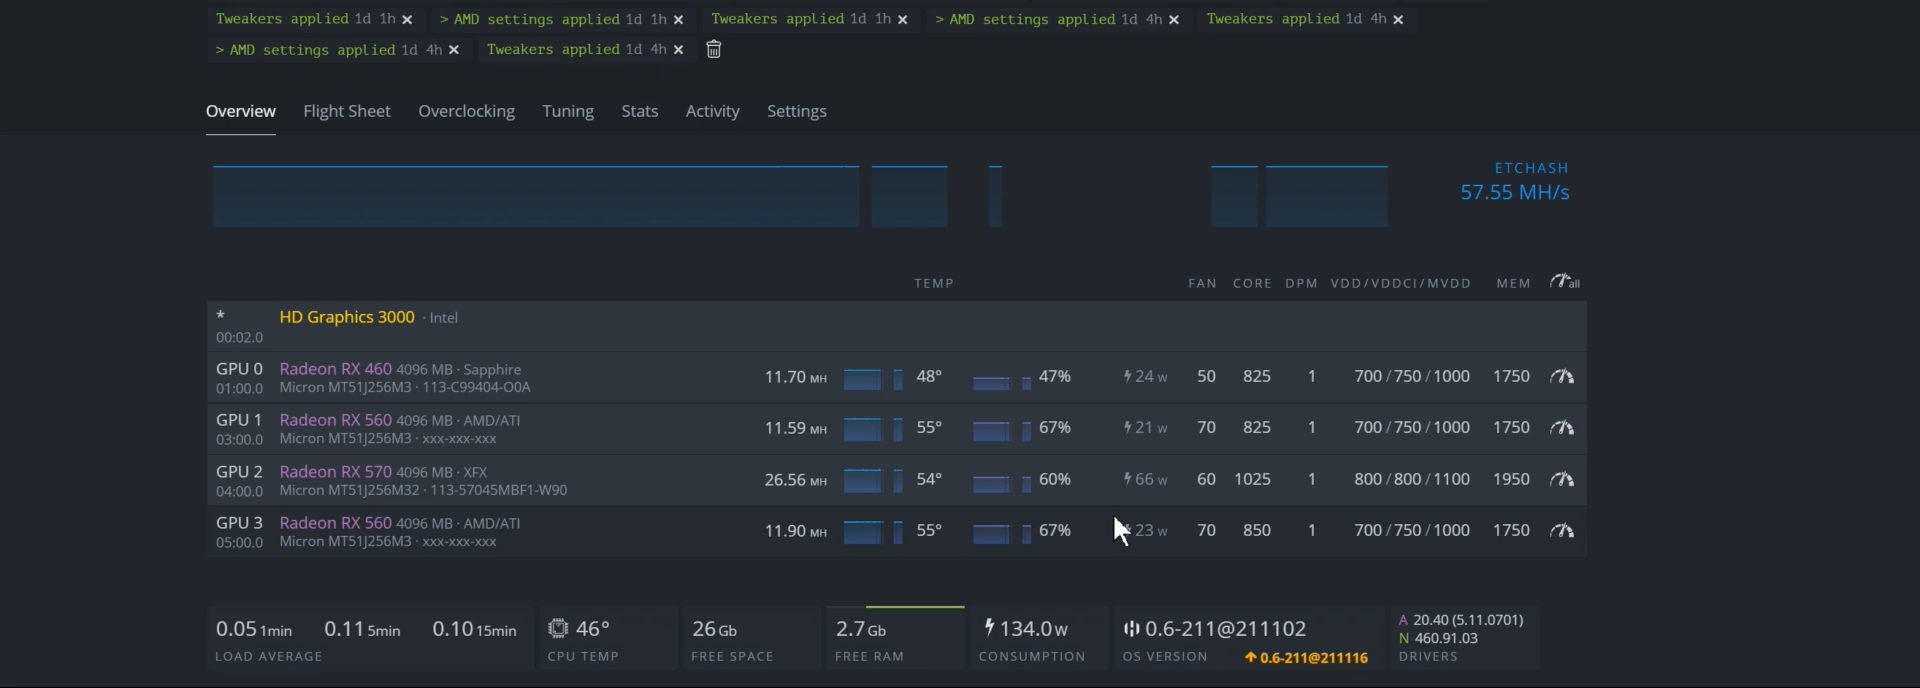 Tweakers applied 1d 1h × > AMD settings applied 1d 1h × Tweakers applied 1d 1h × > AMD settings applied 1d 4h × Tweakers applied 1d 4h ×
> AMD settings applied 1d 4h × Tweakers applied 1d 4h ×
Overview Flight Sheet Overclocking Tuning Stats Activity Settings
ETCHASH
57.55 MH/s
TEMP FAN CORE DPM VDD/VDDCI/MVDD MEM all
* HD Graphics 3000 · Intel
00:02.0
GPU 0 Radeon RX 460 4096 MB · Sapphire
01:00.0 Micron MT51J256M3 · 113-C99404-O0A
11.70 MH 48° 47% 24 W 50 825 1 700/750/1000 1750
GPU 1 Radeon RX 560 4096 MB · AMD/ATI
03:00.0 Micron MT51J256M3 · xxx-xxx-xxx
11.59 MH 55° 67% 21 W 70 825 1 700/750/1000 1750
GPU 2 Radeon RX 570 4096 MB · XFX
04:00.0 Micron MT51J256M32 · 113-57045MBF1-W90
26.56 MH 54° 60% 66 W 60 1025 1 800/800/1100 1950
GPU 3 Radeon RX 560 4096 MB · AMD/ATI
05:00.0 Micron MT51J256M3 · xxx-xxx-xxx
11.90 MH 55° 67% 23 W 70 850 1 700/750/1000 1750
0.05 1min 0.11 5min 0.10 15min
LOAD AVERAGE
46°
CPU TEMP
26 Gb
FREE SPACE
2.7 Gb
FREE RAM
134.0 W
CONSUMPTION
0.6-211@211102
OS VERSION 0.6-211@211116
A 20.40 (5.11.0701)
N 460.91.03
DRIVERS